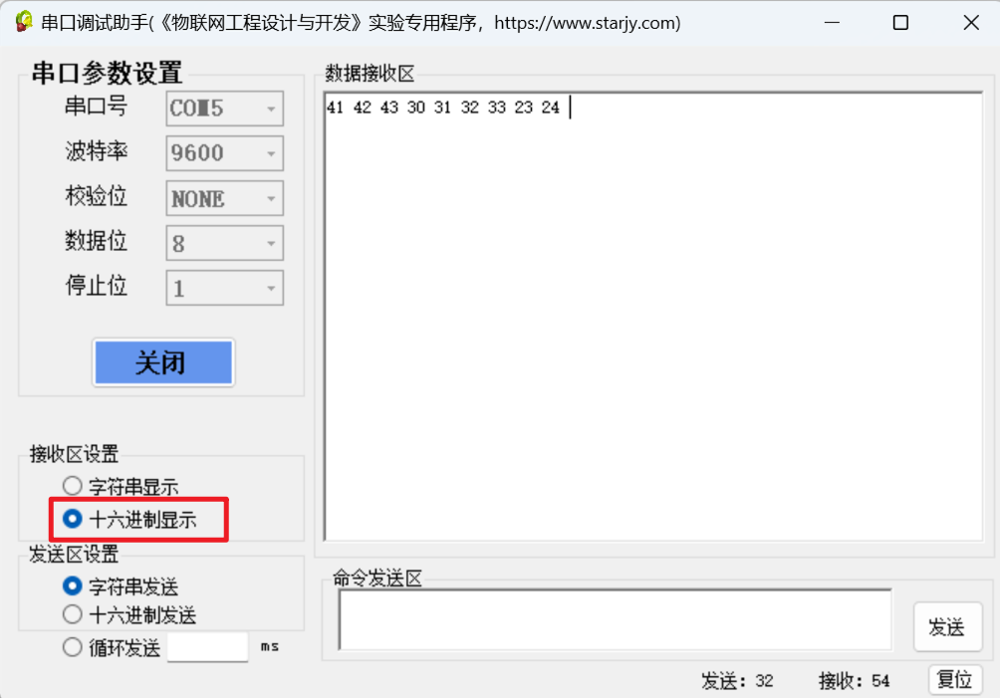 串口调试助手(《物联网工程设计与开发》实验专用程序，https://www.starjy.com)
串口参数设置
串口号 COM5
波特率 9600
校验位 NONE
数据位 8
停止位 1
关闭
接收区设置
字符串显示
十六进制显示
发送区设置
字符串发送
十六进制发送
循环发送 ms
数据接收区
41 42 43 30 31 32 33 23 24
命令发送区
发送
发送：32 接收：54 复位